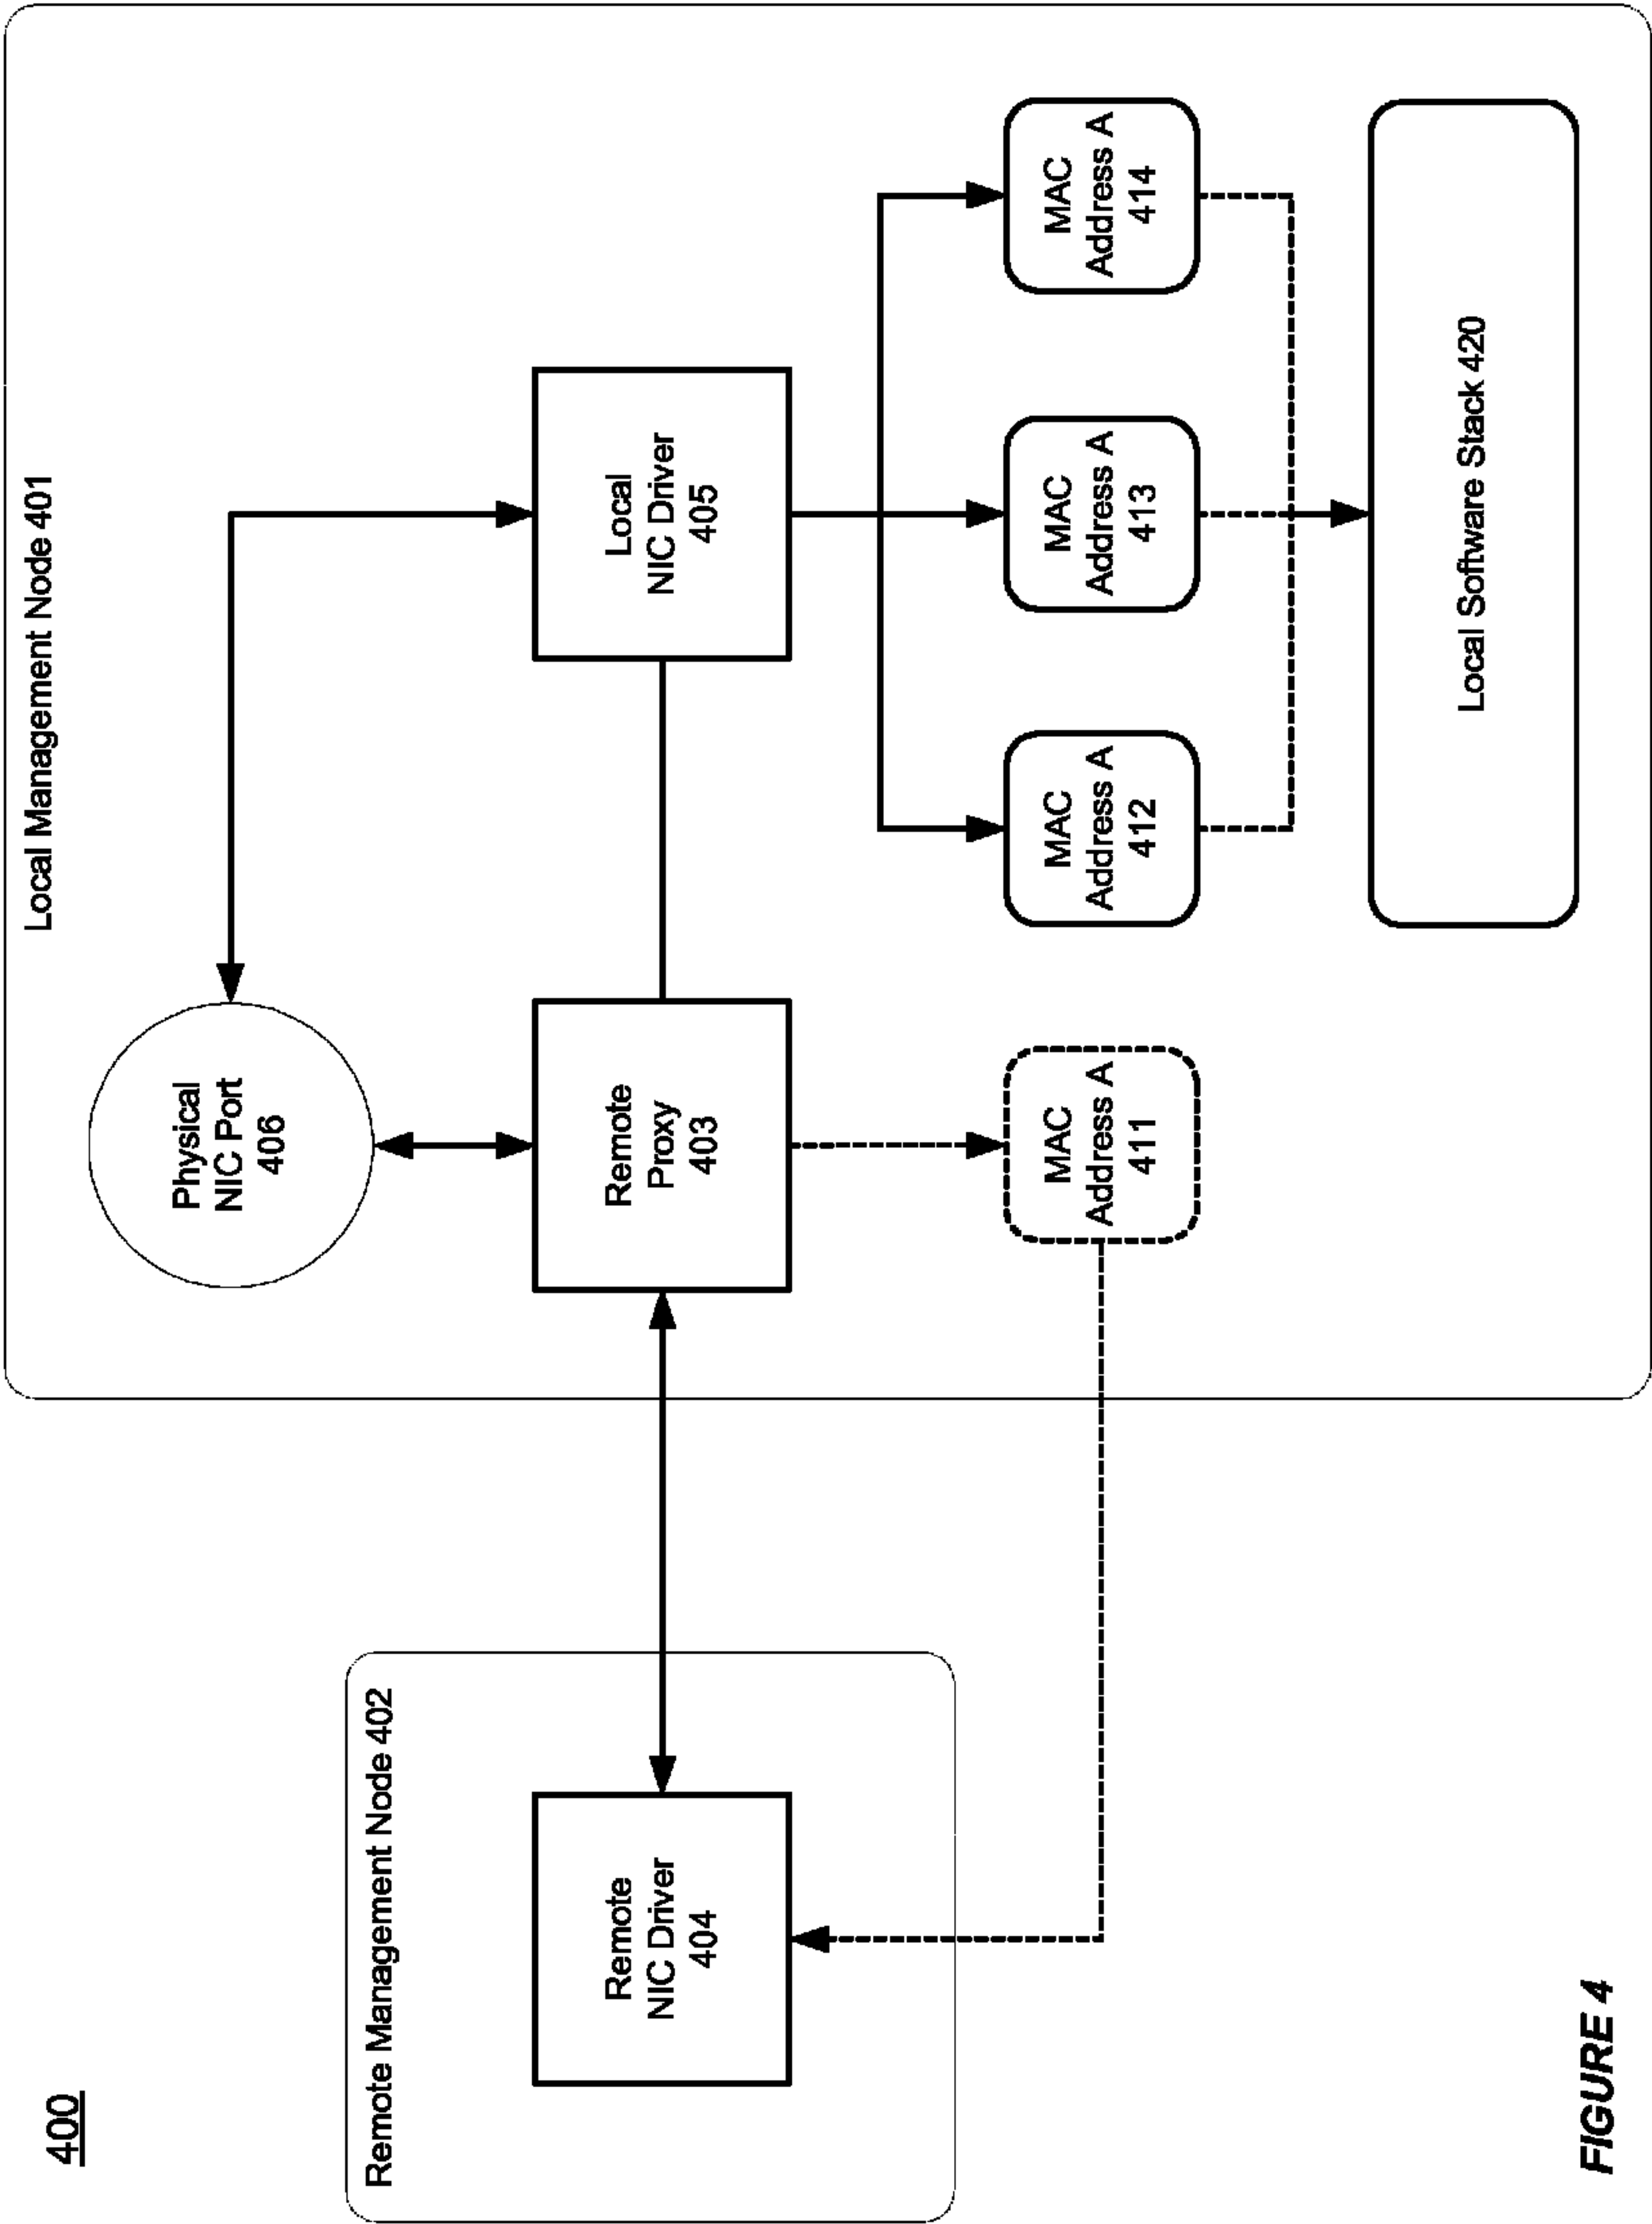 400
Local Management Node 401
Physical
NIC Port
406
Remote Management Node 402
Remote
NIC Driver
404
Remote
Proxy
403
Local
NIC Driver
405
MAC
Address A
411
MAC
Address A
412
MAC
Address A
413
MAC
Address A
414
Local Software Stack 420
FIGURE 4